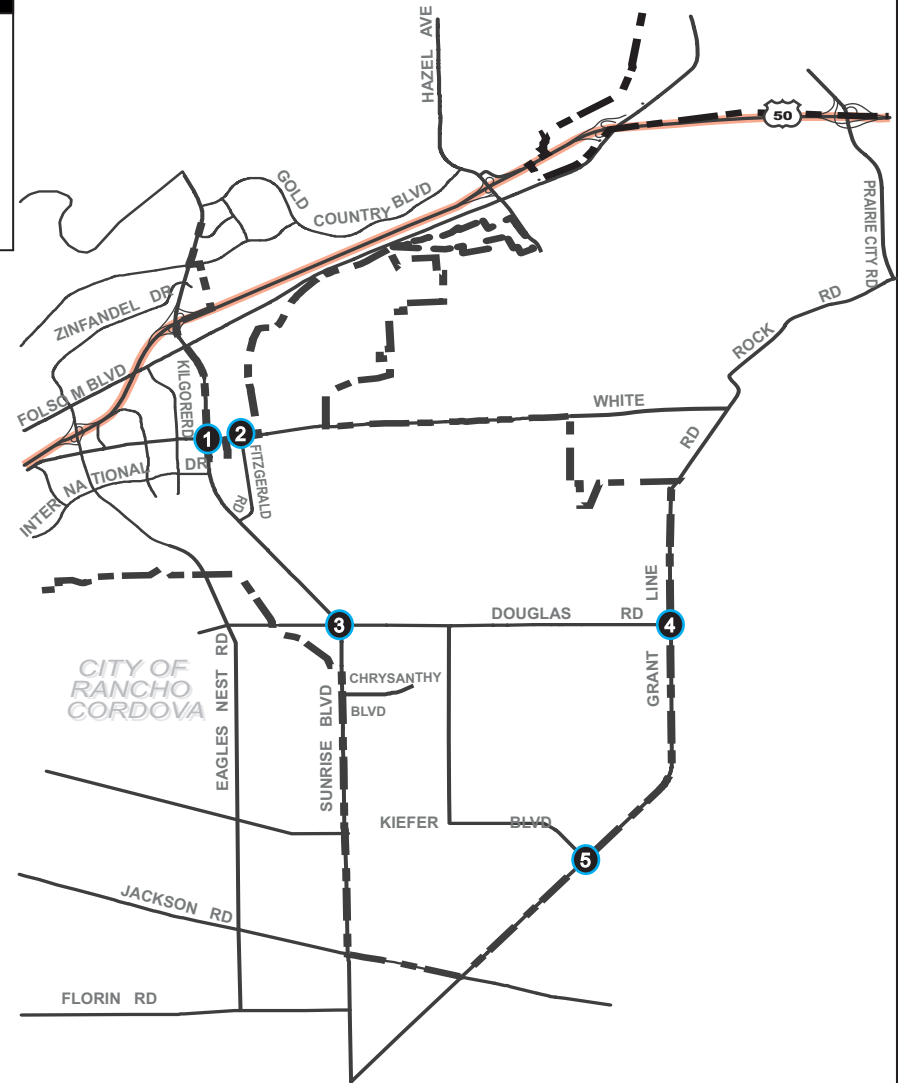 HAZEL AVE
50
GOLD
COUNTRY BLVD
PRAIRIE CITY RD
ZINFANDEL DR
ROCK RD
FOLSOM BLVD
KILGORE RD
WHITE
RD
1
2
INTERNATIONAL DR
FITZGERALD
RD
LINE
GRANT
DOUGLAS RD
3
4
CITY OF
RANCHO
CORDOVA
EAGLES NEST RD
CHRYSANTHY
BLVD
SUNRISE BLVD
KIEFER BLVD
5
JACKSON RD
FLORIN RD